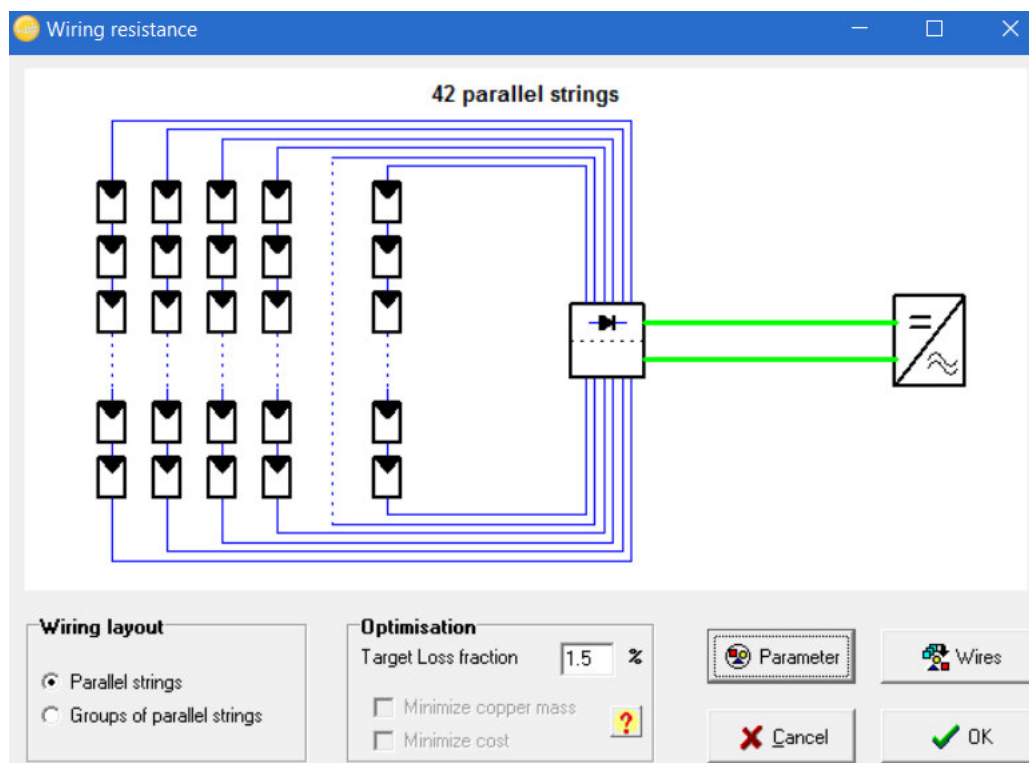 Wiring resistance
42 parallel strings
Wiring layout
Parallel strings
Groups of parallel strings
Optimisation
Target Loss fraction 1.5 %
Minimize copper mass
Minimize cost
?
Parameter
Wires
Cancel
OK